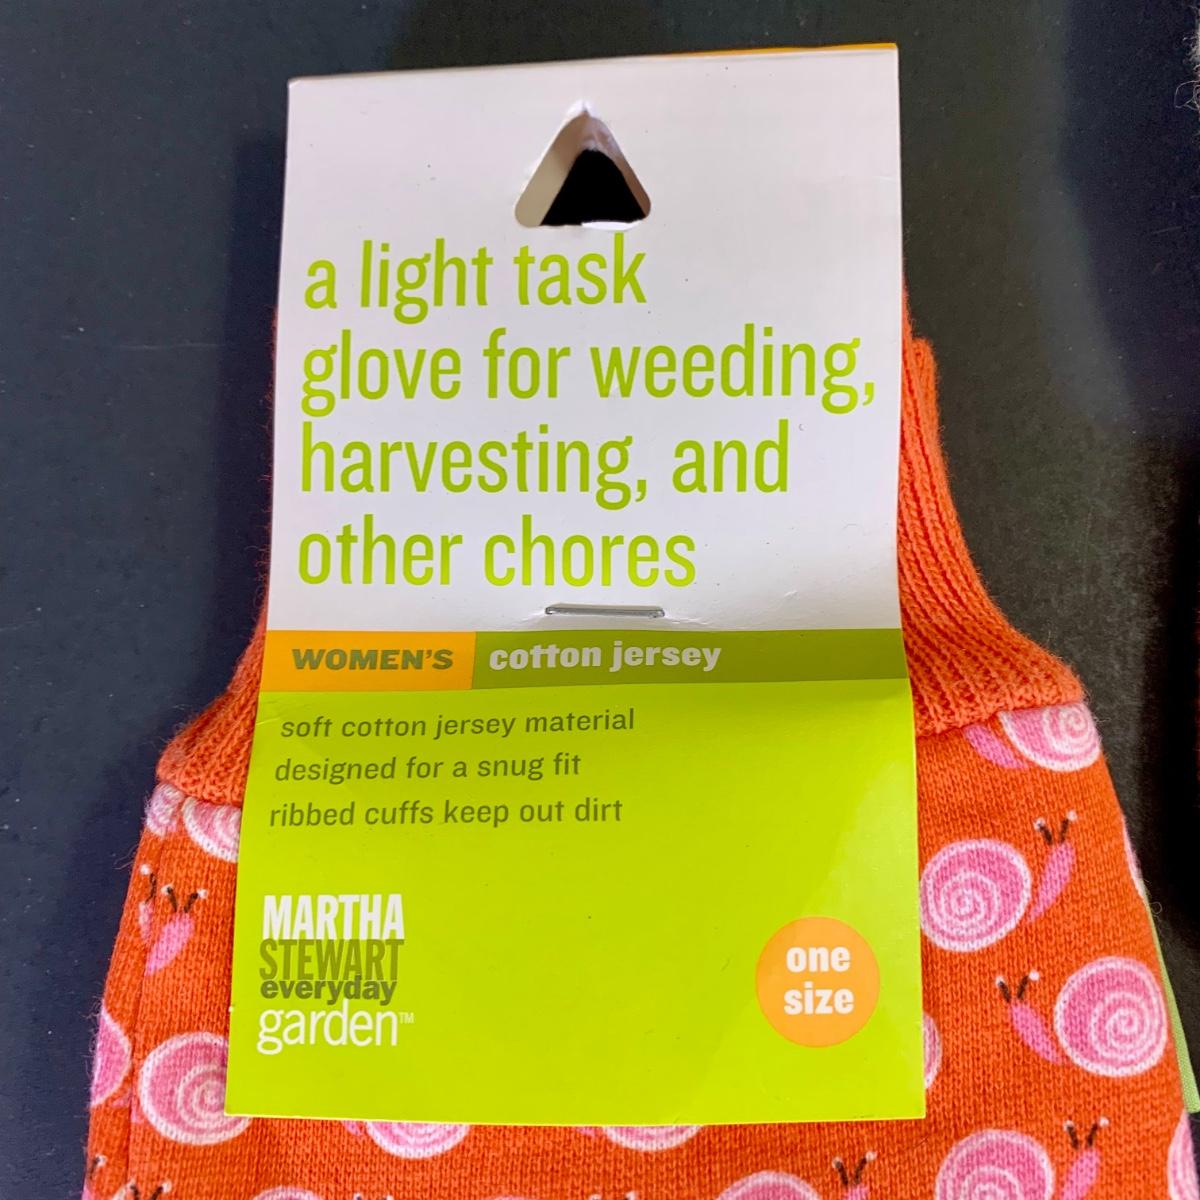 a light task
glove for weeding,
harvesting, and
other chores
WOMEN'S cotton jersey
soft cotton jersey material
designed for a snug fit
ribbed cuffs keep out dirt
MARTHA
STEWART
everyday
garden™
one
size